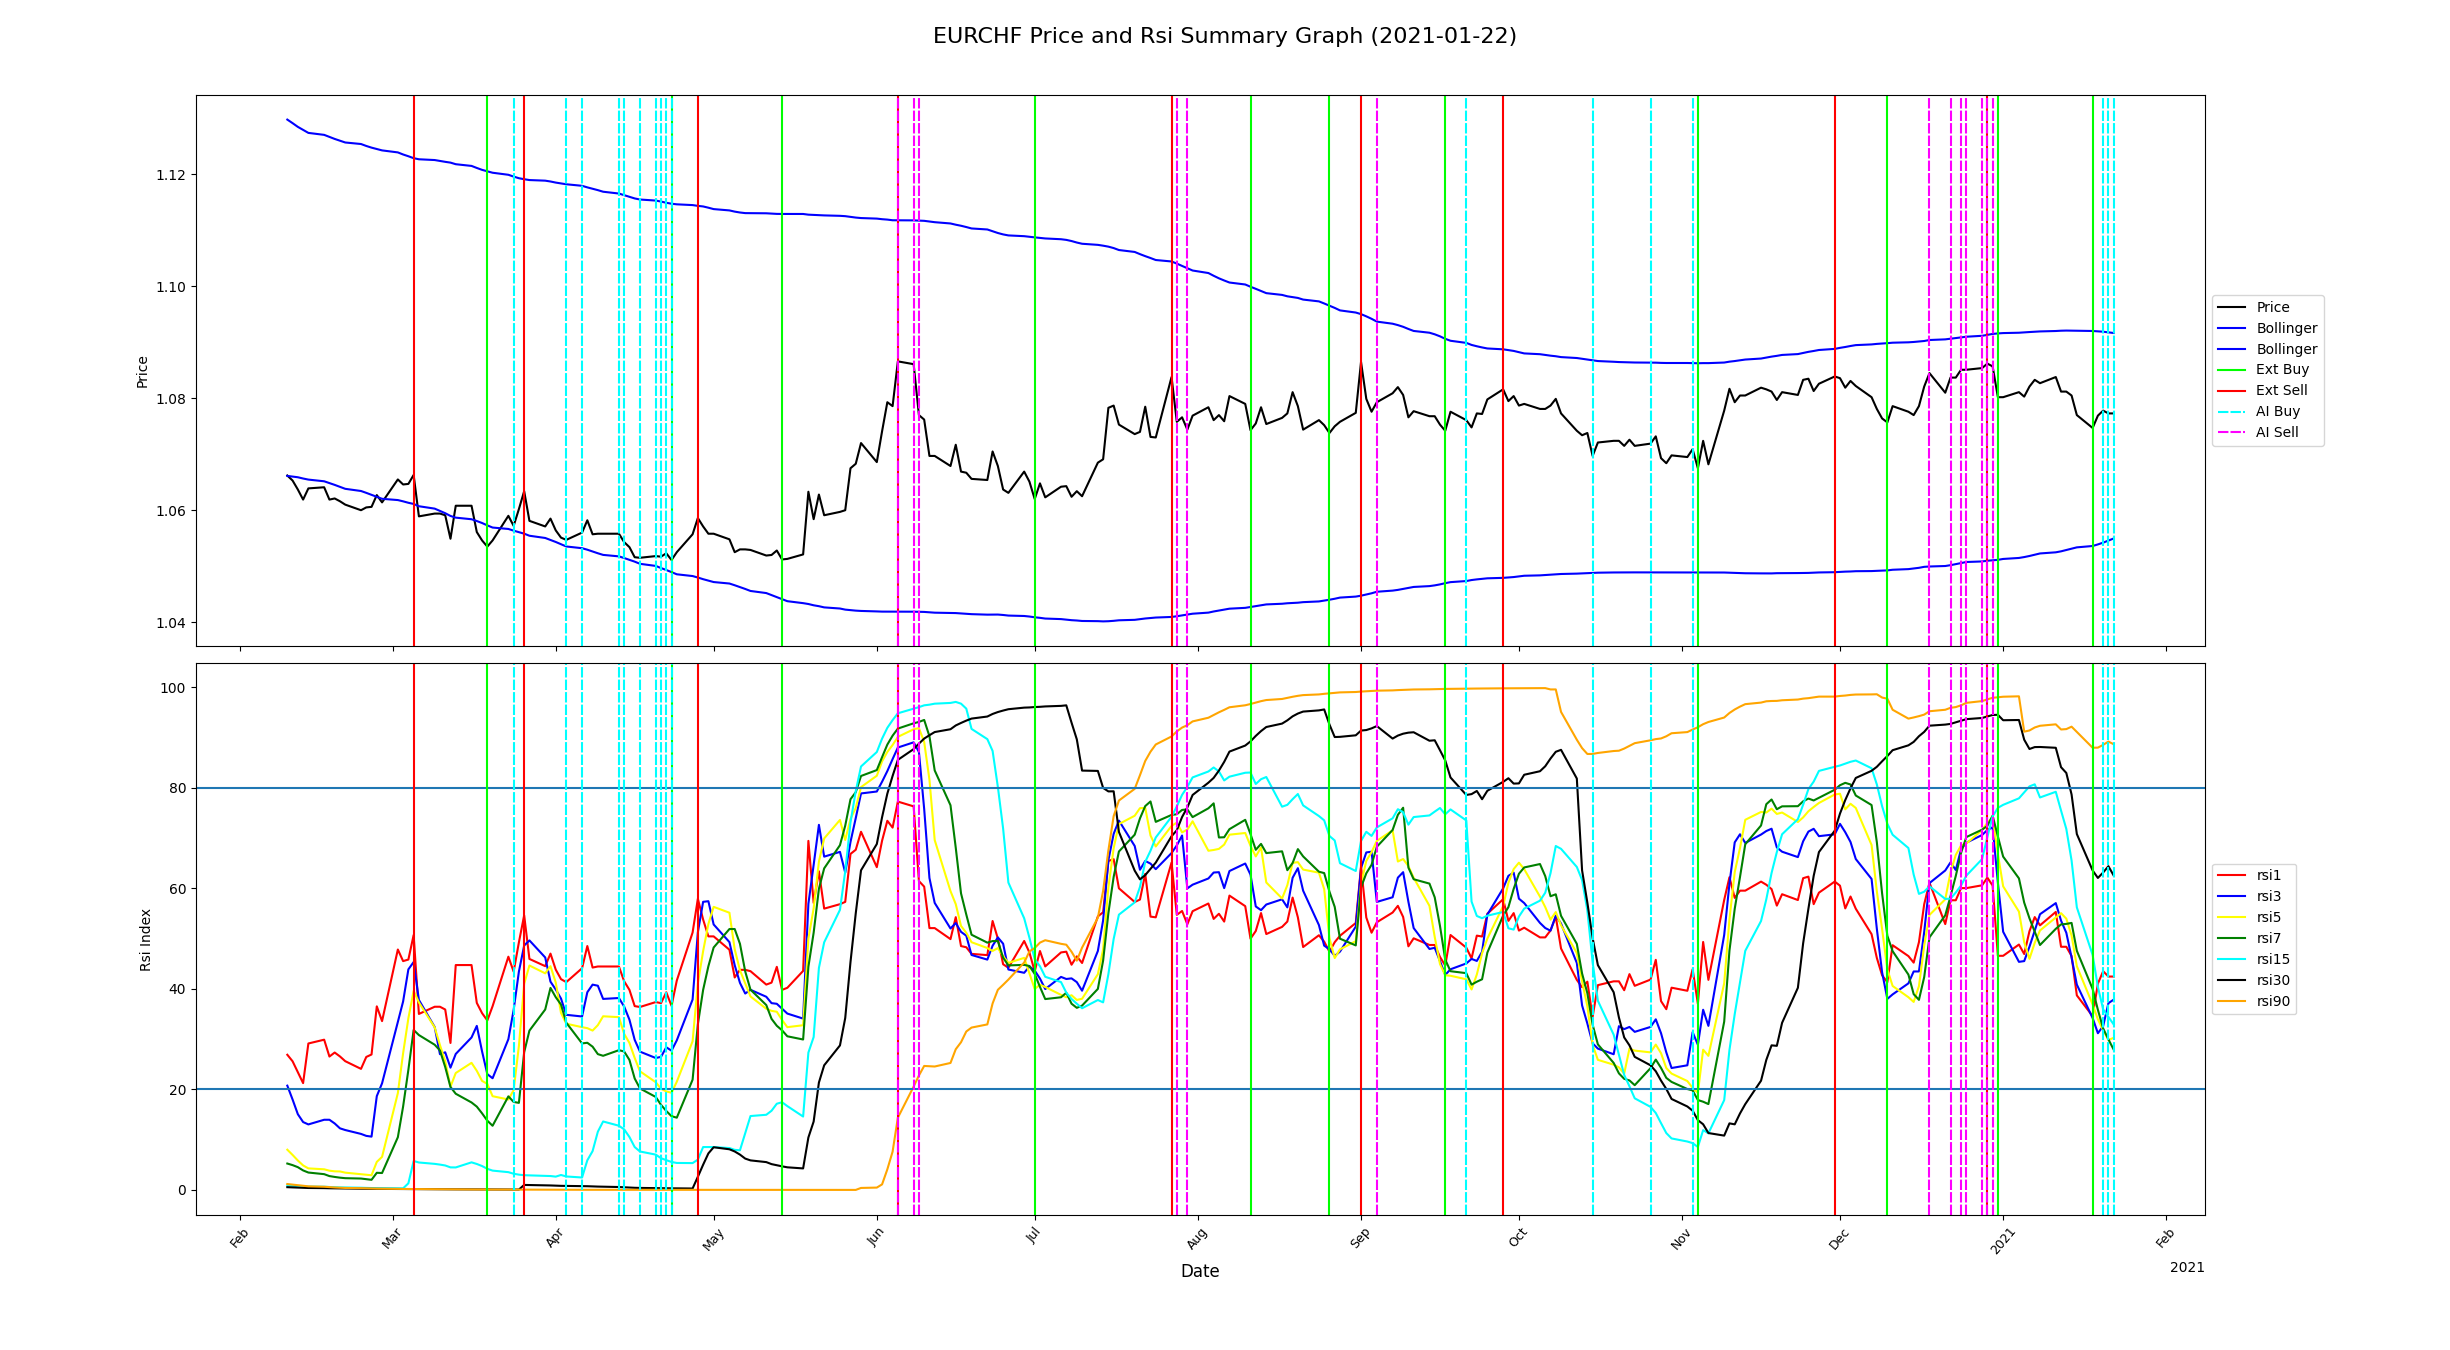 EURCHF Price and Rsi Summary Graph (2021-01-22)
Price
1.12
1.10
1.08
1.06
1.04
Price
Bollinger
Bollinger
Ext Buy
Ext Sell
AI Buy
AI Sell
Rsi Index
100
80
60
40
20
0
rsi1
rsi3
rsi5
rsi7
rsi15
rsi30
rsi90
Feb Mar Apr May Jun Jul Aug Sep Oct Nov Dec 2021 Feb
Date
2021